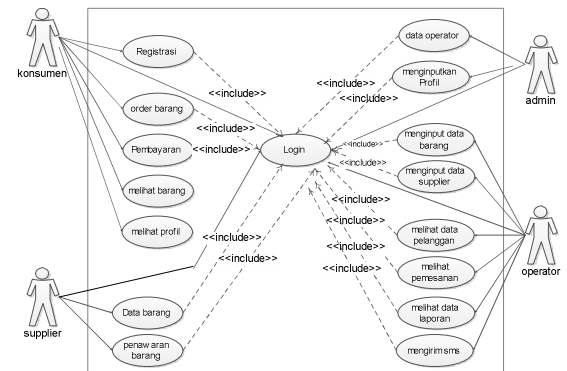 konsumen
Registrasi
<<include>>
order barang
<<include>>
Pembayaran
<<include>>
melihat barang
melihat profil
supplier
Data barang
<<include>>
penawaran
barang
<<include>>
Login
data operator
<<include>>
menginputkan
Profil
<<include>>
admin
menginput data
barang
<<include>>
menginput data
supplier
<<include>>
operator
melihat data
pelanggan
<<include>>
melihat
pemesanan
<<include>>
melihat data
laporan
<<include>>
mengirim sms
<<include>>